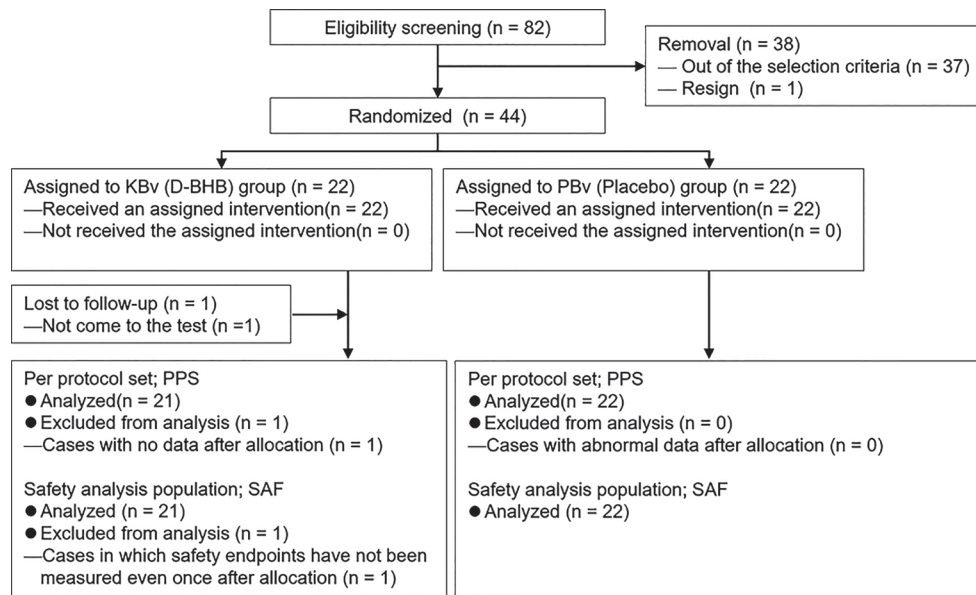 Eligibility screening (n = 82)
Removal (n = 38)
— Out of the selection criteria (n = 37)
— Resign (n = 1)
Randomized (n = 44)
Assigned to KBv (D-BHB) group (n = 22)
—Received an assigned intervention(n = 22)
—Not received the assigned intervention(n = 0)
Assigned to PBv (Placebo) group (n = 22)
—Received an assigned intervention(n = 22)
—Not received the assigned intervention(n = 0)
Lost to follow-up (n = 1)
—Not come to the test (n =1)
Per protocol set; PPS
● Analyzed(n = 21)
● Excluded from analysis (n = 1)
—Cases with no data after allocation (n = 1)
Safety analysis population; SAF
● Analyzed (n = 21)
● Excluded from analysis (n = 1)
—Cases in which safety endpoints have not been
measured even once after allocation (n = 1)
Per protocol set; PPS
● Analyzed(n = 22)
● Excluded from analysis (n = 0)
—Cases with abnormal data after allocation (n = 0)
Safety analysis population; SAF
● Analyzed (n = 22)